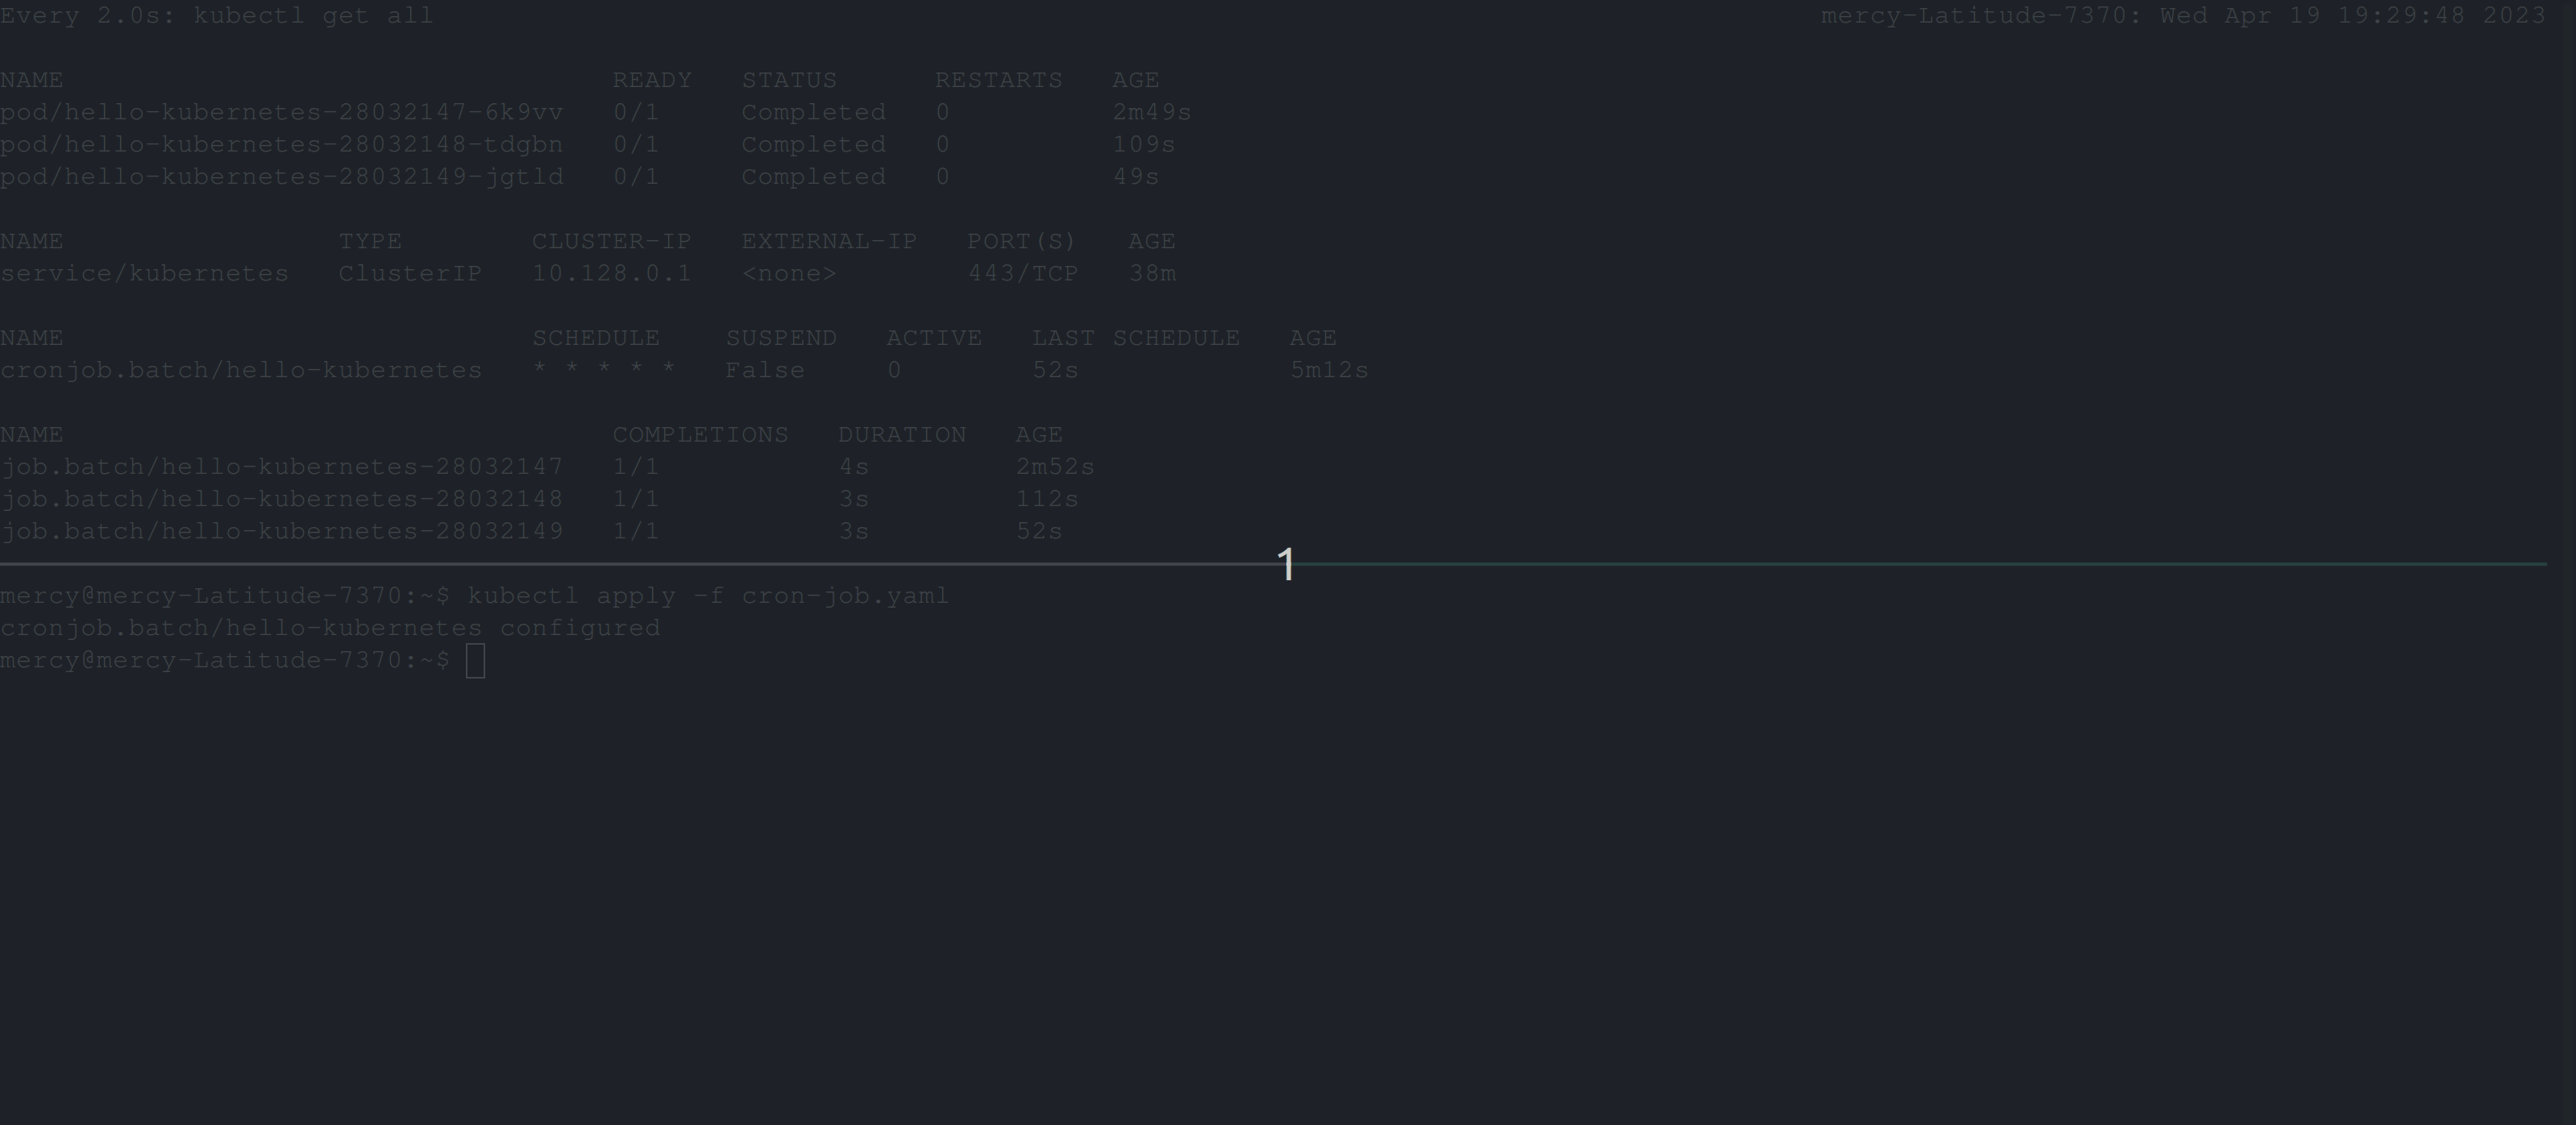 Every 2.0s: kubectl get all mercy-Latitude-7370: Wed Apr 19 19:29:48 2023
NAME READY STATUS RESTARTS AGE
pod/hello-kubernetes-28032147-6k9vv 0/1 Completed 0 2m49s
pod/hello-kubernetes-28032148-tdgbn 0/1 Completed 0 109s
pod/hello-kubernetes-28032149-jgtld 0/1 Completed 0 49s
NAME TYPE CLUSTER-IP EXTERNAL-IP PORT(S) AGE
service/kubernetes ClusterIP 10.128.0.1 <none> 443/TCP 38m
NAME SCHEDULE SUSPEND ACTIVE LAST SCHEDULE AGE
cronjob.batch/hello-kubernetes * * * * * False 0 52s 5m12s
NAME COMPLETIONS DURATION AGE
job.batch/hello-kubernetes-28032147 1/1 4s 2m52s
job.batch/hello-kubernetes-28032148 1/1 3s 112s
job.batch/hello-kubernetes-28032149 1/1 3s 52s
1
mercy@mercy-Latitude-7370:~$ kubectl apply -f cron-job.yaml
cronjob.batch/hello-kubernetes configured
mercy@mercy-Latitude-7370:~$